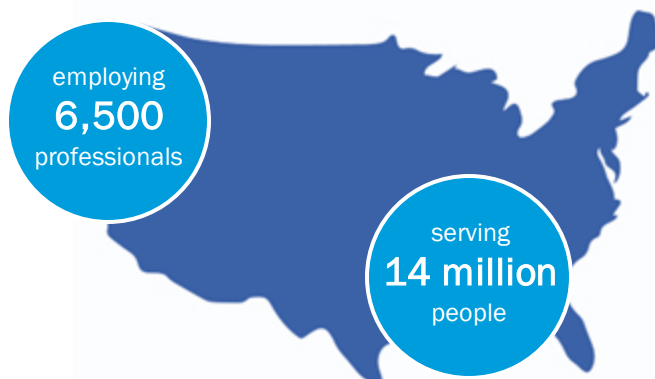 employing
6,500
professionals
serving
14 million
people